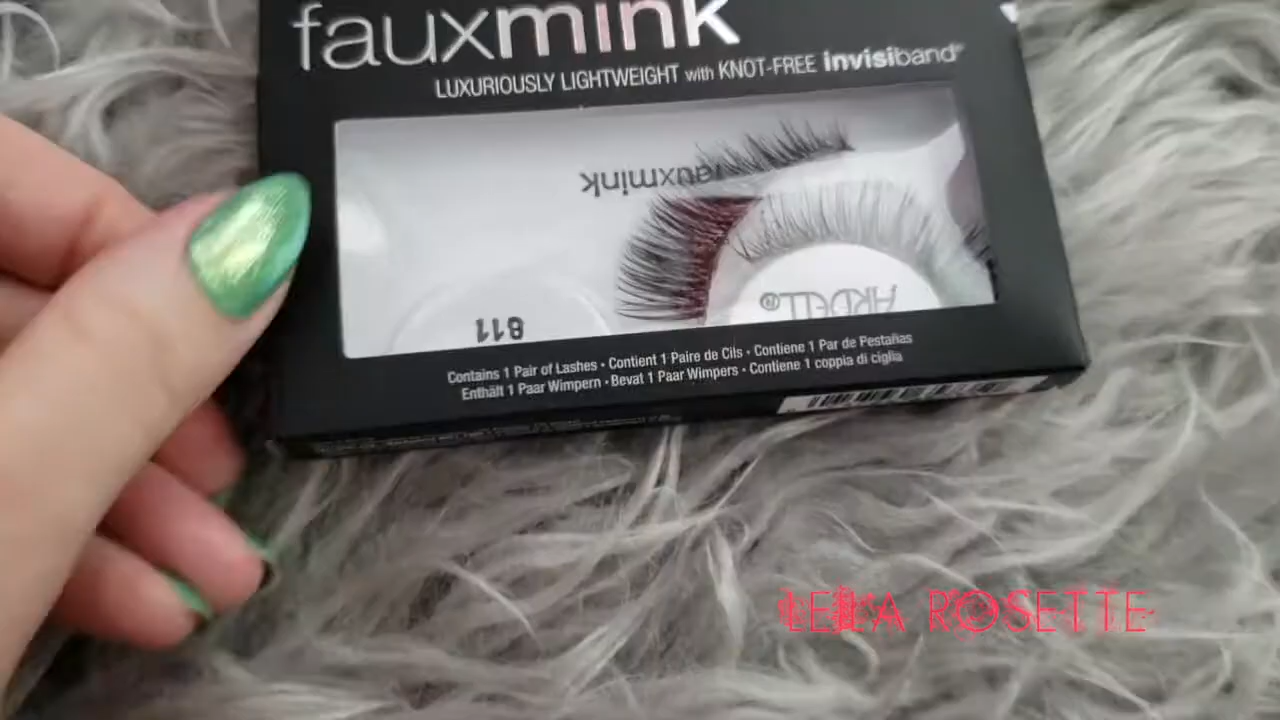 fauxmink
LUXURIOUSLY LIGHTWEIGHT with KNOT-FREE invisiband®
fauxmink
ARDELL®
811
Contains 1 Pair of Lashes • Contient 1 Paire de Cils • Contiene 1 Par de Pestañas
Enthält 1 Paar Wimpern • Bevat 1 Paar Wimpers • Contiene 1 coppia di ciglia
LELA ROSETTE